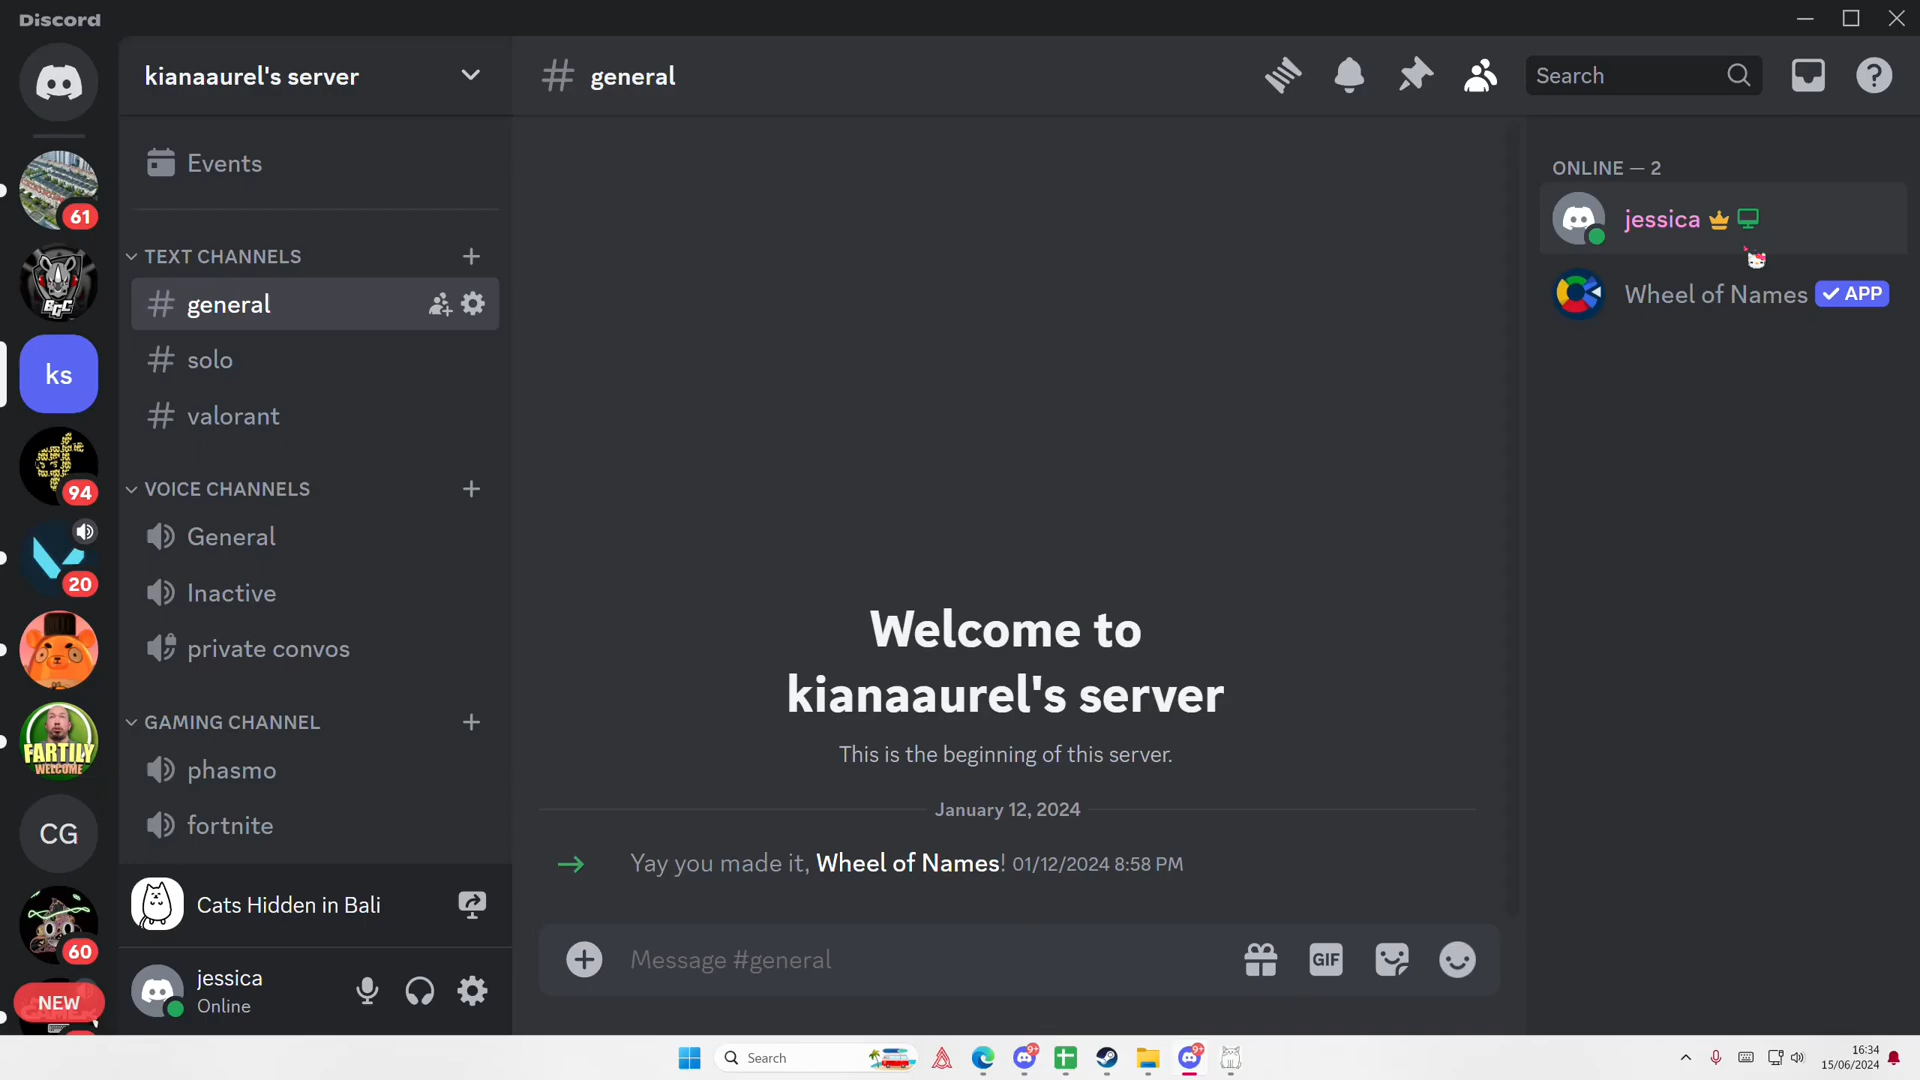 Discord
kianaaurel's server
general
Search
Events
TEXT CHANNELS
general
solo
valorant
VOICE CHANNELS
General
Inactive
private convos
GAMING CHANNEL
phasmo
fortnite
Cats Hidden in Bali
jessica
Online
61
BGC
ks
94
20
FARTILY
WELCOME
CG
60
NEW
Welcome to
kianaaurel's server
This is the beginning of this server.
January 12, 2024
Yay you made it, Wheel of Names! 01/12/2024 8:58 PM
Message #general
GIF
ONLINE — 2
jessica
Wheel of Names APP
Search
9+
9+
16:34
15/06/2024